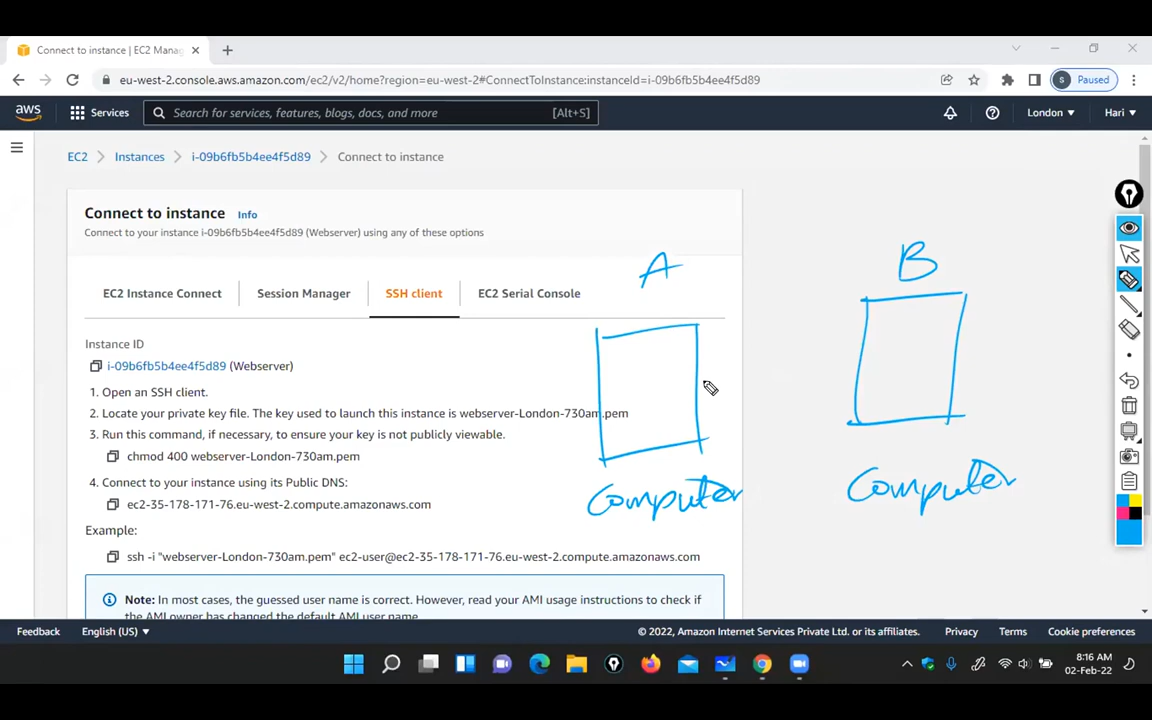 Connect to instance | EC2 Manag
eu-west-2.console.aws.amazon.com/ec2/v2/home?region=eu-west-2#ConnectToInstance:instanceId=i-09b6fb5b4ee4f5d89
S Paused
aws Services Search for services, features, blogs, docs, and more [Alt+S] London Hari
EC2 Instances i-09b6fb5b4ee4f5d89 Connect to instance
Connect to instance Info
Connect to your instance i-09b6fb5b4ee4f5d89 (Webserver) using any of these options
A
B
EC2 Instance Connect Session Manager SSH client EC2 Serial Console
Instance ID
i-09b6fb5b4ee4f5d89 (Webserver)
1. Open an SSH client.
2. Locate your private key file. The key used to launch this instance is webserver-London-730am.pem
3. Run this command, if necessary, to ensure your key is not publicly viewable.
chmod 400 webserver-London-730am.pem
4. Connect to your instance using its Public DNS:
ec2-35-178-171-76.eu-west-2.compute.amazonaws.com
Computer
Computer
Example:
ssh -i "webserver-London-730am.pem" ec2-user@ec2-35-178-171-76.eu-west-2.compute.amazonaws.com
Note: In most cases, the guessed user name is correct. However, read your AMI usage instructions to check if
the AMI owner has changed the default AMI user name.
Feedback English (US) © 2022, Amazon Internet Services Private Ltd. or its affiliates. Privacy Terms Cookie preferences
8:16 AM
02-Feb-22